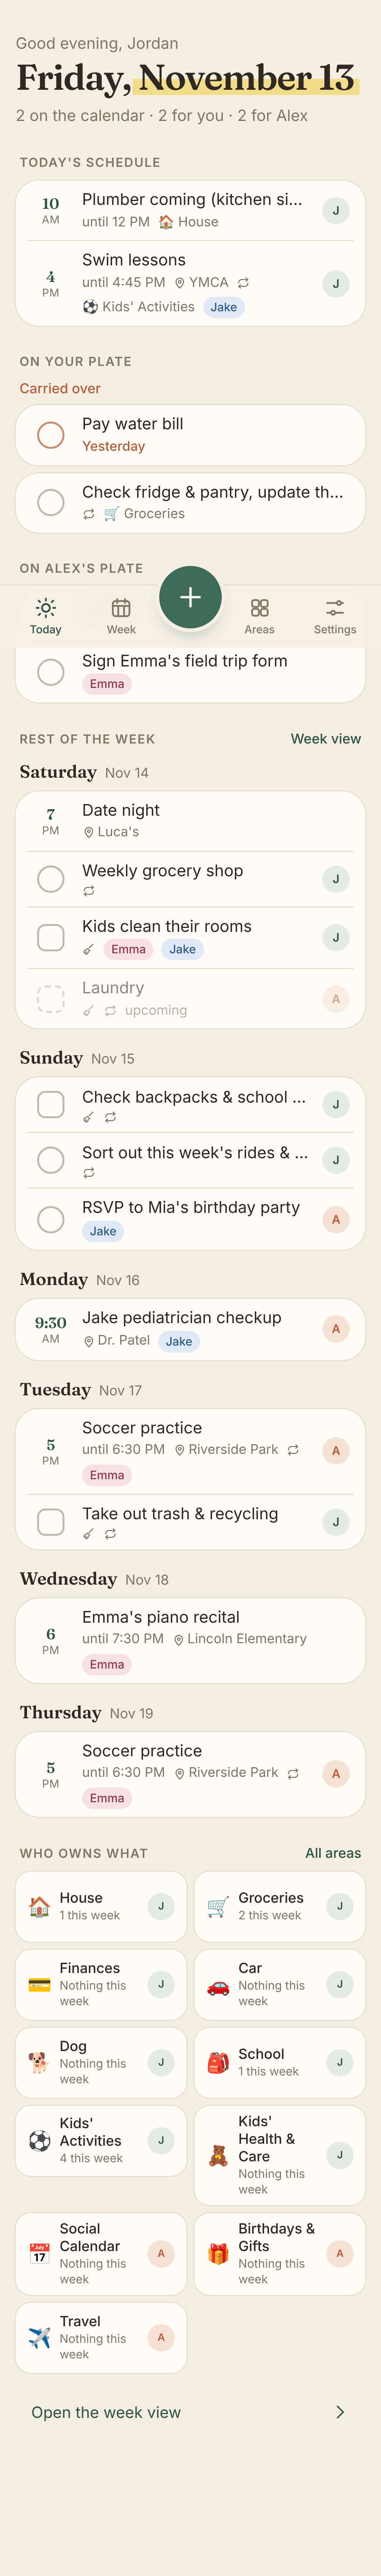 Good evening, Jordan
Friday, November 13
2 on the calendar · 2 for you · 2 for Alex
TODAY'S SCHEDULE
10 AM
Plumber coming (kitchen si...
J
until 12 PM House
4 PM
Swim lessons
until 4:45 PM YMCA
J
Kids' Activities Jake
ON YOUR PLATE
Carried over
Pay water bill
Yesterday
Check fridge & pantry, update th...
Groceries
ON ALEX'S PLATE
Today
Week
Areas
Settings
Sign Emma's field trip form
Emma
REST OF THE WEEK
Week view
Saturday Nov 14
7 PM
Date night
Luca's
Weekly grocery shop
J
Kids clean their rooms
J
Emma Jake
Laundry
A
upcoming
Sunday Nov 15
Check backpacks & school ...
J
Sort out this week's rides & ...
J
RSVP to Mia's birthday party
A
Jake
Monday Nov 16
9:30 AM
Jake pediatrician checkup
A
Dr. Patel Jake
Tuesday Nov 17
5 PM
Soccer practice
until 6:30 PM Riverside Park
A
Emma
Take out trash & recycling
J
Wednesday Nov 18
6 PM
Emma's piano recital
until 7:30 PM Lincoln Elementary
Emma
Thursday Nov 19
5 PM
Soccer practice
until 6:30 PM Riverside Park
A
Emma
WHO OWNS WHAT
All areas
House
1 this week
J
Groceries
2 this week
J
Finances
Nothing this
week
J
Car
Nothing this
week
J
Dog
Nothing this
week
J
School
1 this week
J
Kids'
Activities
4 this week
J
Kids'
Health &
Care
Nothing this
week
J
Social
Calendar
Nothing this
week
A
Birthdays &
Gifts
Nothing this
week
A
Travel
Nothing this
week
A
Open the week view